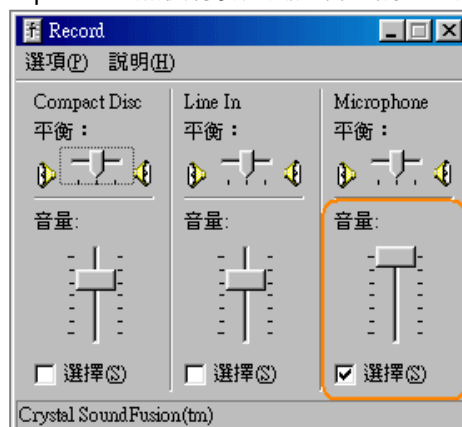 Record
選項(P) 說明(H)
Compact Disc Line In Microphone
平衡： 平衡： 平衡：
音量: 音量: 音量:
選擇(S) 選擇(S) 選擇(S)
Crystal SoundFusion(tm)